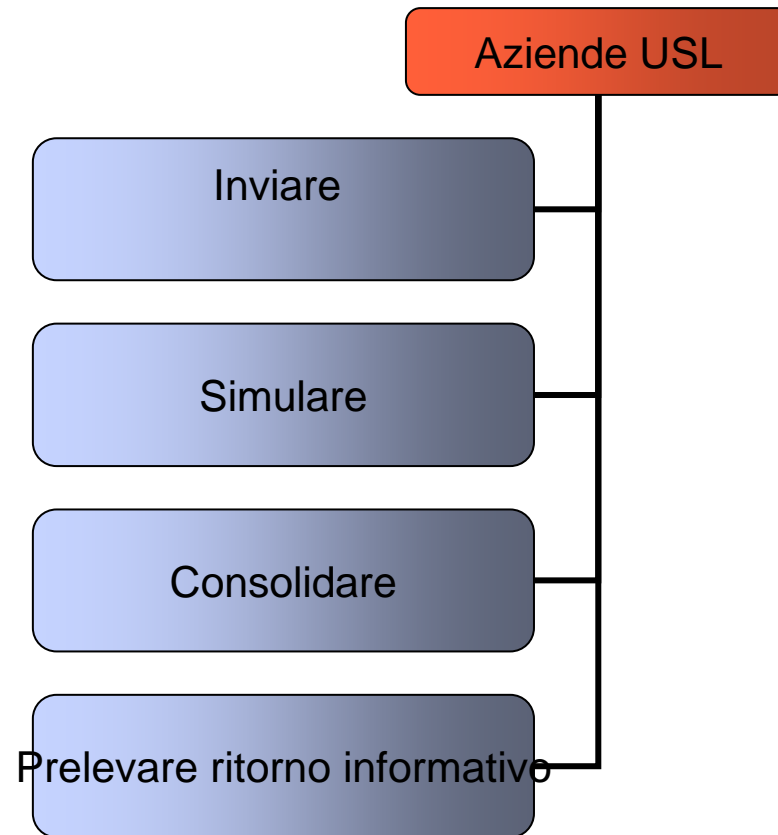 Aziende USL
Inviare
Simulare
Consolidare
Prelevare ritorno informativo